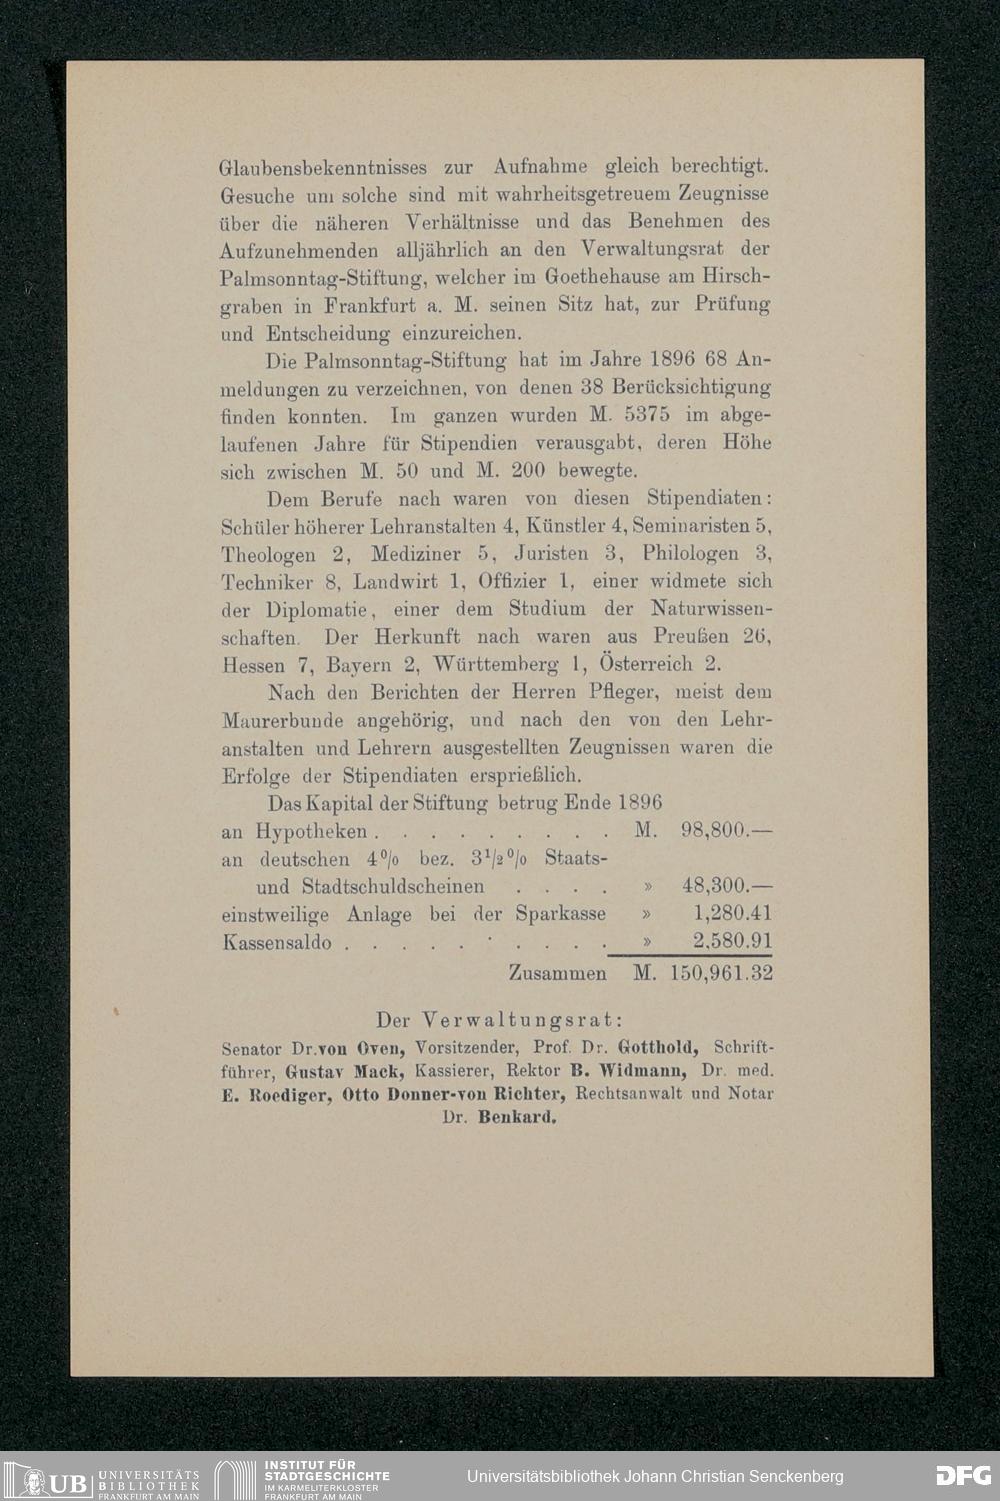 Glaubensbekenntnisses zur Aufnahme gleich berechtigt.
Gesuche um solche sind mit wahrheitsgetreuem Zeugnisse
über die näheren Verhältnisse und das Benehmen des
Aufzunehmenden alljährlich an den Verwaltungsrat der
Palmsonntag-Stiftung, welcher im Goethehause am Hirsch-
graben in Frankfurt a. M. seinen Sitz hat, zur Prüfung
und Entscheidung einzureichen.
Die Palmsonntag-Stiftung hat im Jahre 1896 68 An-
meldungen zu verzeichnen, von denen 38 Berücksichtigung
finden konnten. Im ganzen wurden M. 5375 im abge-
laufenen Jahre für Stipendien verausgabt, deren Höhe
sich zwischen M. 50 und M. 200 bewegte.
Dem Berufe nach waren von diesen Stipendiaten:
Schüler höherer Lehranstalten 4, Künstler 4, Seminaristen 5,
Theologen 2, Mediziner 5, Juristen 3, Philologen 3,
Techniker 8, Landwirt 1, Offizier 1, einer widmete sich
der Diplomatie, einer dem Studium der Naturwissen-
schaften. Der Herkunft nach waren aus Preußen 26,
Hessen 7, Bayern 2, Württemberg 1, Österreich 2.
Nach den Berichten der Herren Pfleger, meist dem
Maurerbunde angehörig, und nach den von den Lehr-
anstalten und Lehrern ausgestellten Zeugnissen waren die
Erfolge der Stipendiaten ersprießlich.
Das Kapital der Stiftung betrug Ende 1896
an Hypotheken . . . . . . . . . M. 98,800.—
an deutschen 4% bez. 3½% Staats-
und Stadtschuldscheinen . . . . » 48,300.—
einstweilige Anlage bei der Sparkasse » 1,280.41
Kassensaldo . . . . . . . . . . » 2,580.91
Zusammen M. 150,961.32
Der Verwaltungsrat:
Senator Dr. von Oven, Vorsitzender, Prof. Dr. Gotthold, Schrift-
führer, Gustav Mack, Kassierer, Rektor B. Widmann, Dr. med.
E. Roediger, Otto Donner-von Richter, Rechtsanwalt und Notar
Dr. Benkard.
UB UNIVERSITÄTS
BIBLIOTHEK
FRANKFURT AM MAIN
INSTITUT FÜR
STADTGESCHICHTE
IM KARMELITERKLOSTER
FRANKFURT AM MAIN
Universitätsbibliothek Johann Christian Senckenberg
DFG